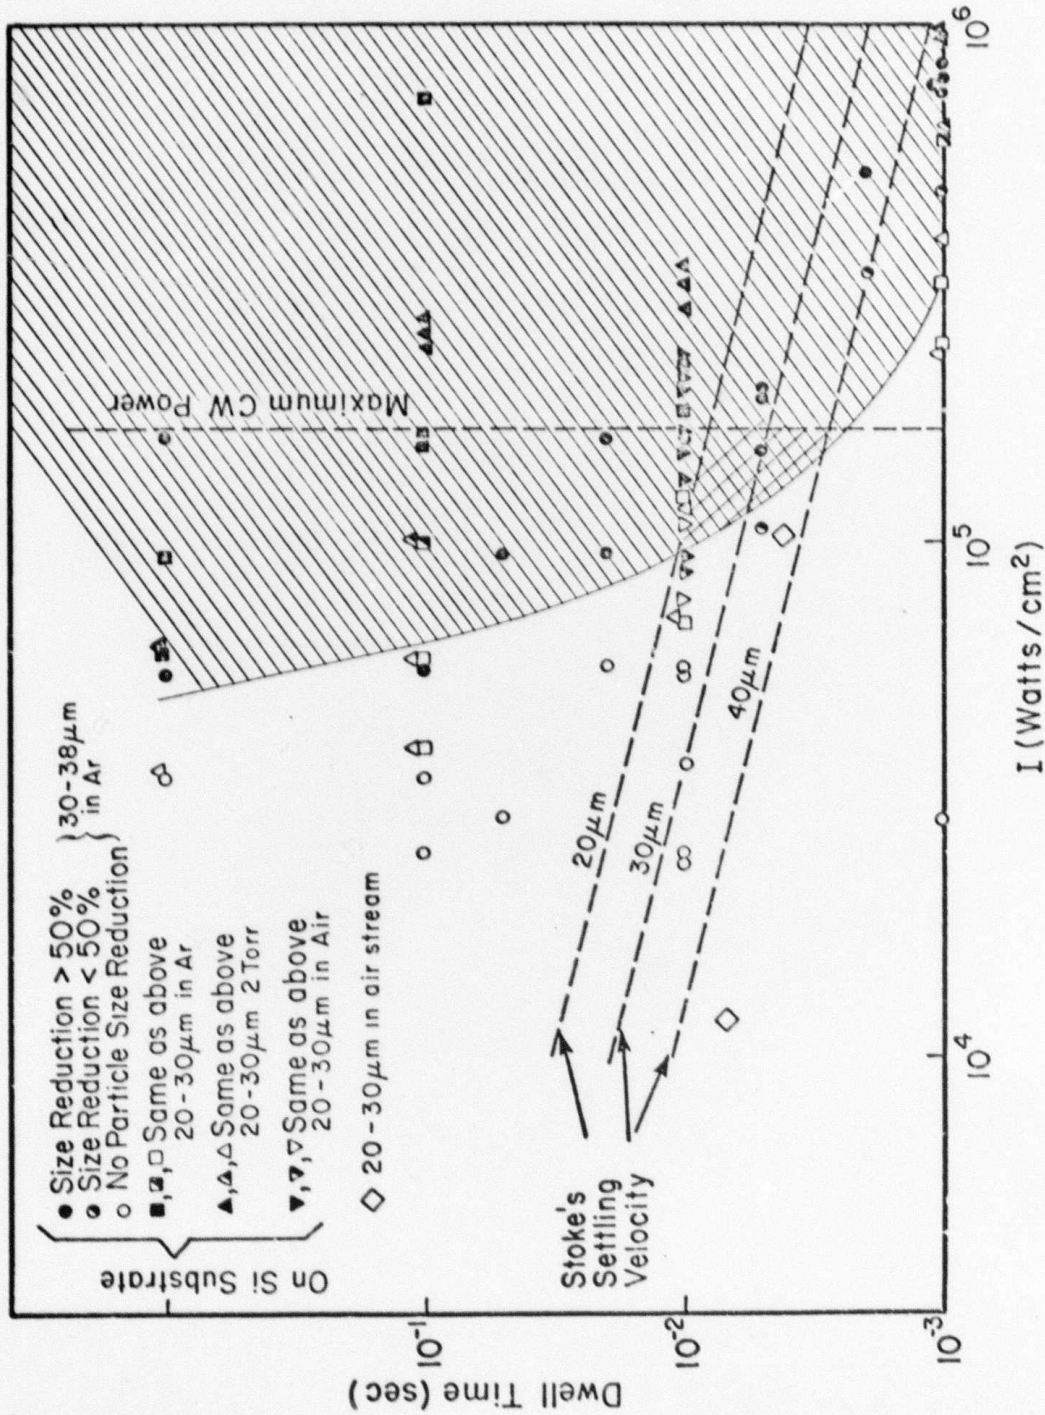 On Si Substrate
● Size Reduction > 50%
◕ Size Reduction < 50%
○ No Particle Size Reduction
} 30-38μm
in Ar
■,◪,□ Same as above
20-30μm in Ar
▲,◭,△ Same as above
20-30μm 2 Torr
▼,⧩,▽ Same as above
20-30μm in Air
◇ 20-30μm in air stream
Maximum CW Power
Stoke's
Settling
Velocity
20μm
30μm
40μm
Dwell Time (sec)
10⁻¹
10⁻²
10⁻³
10⁴
10⁵
10⁶
I (Watts/cm²)